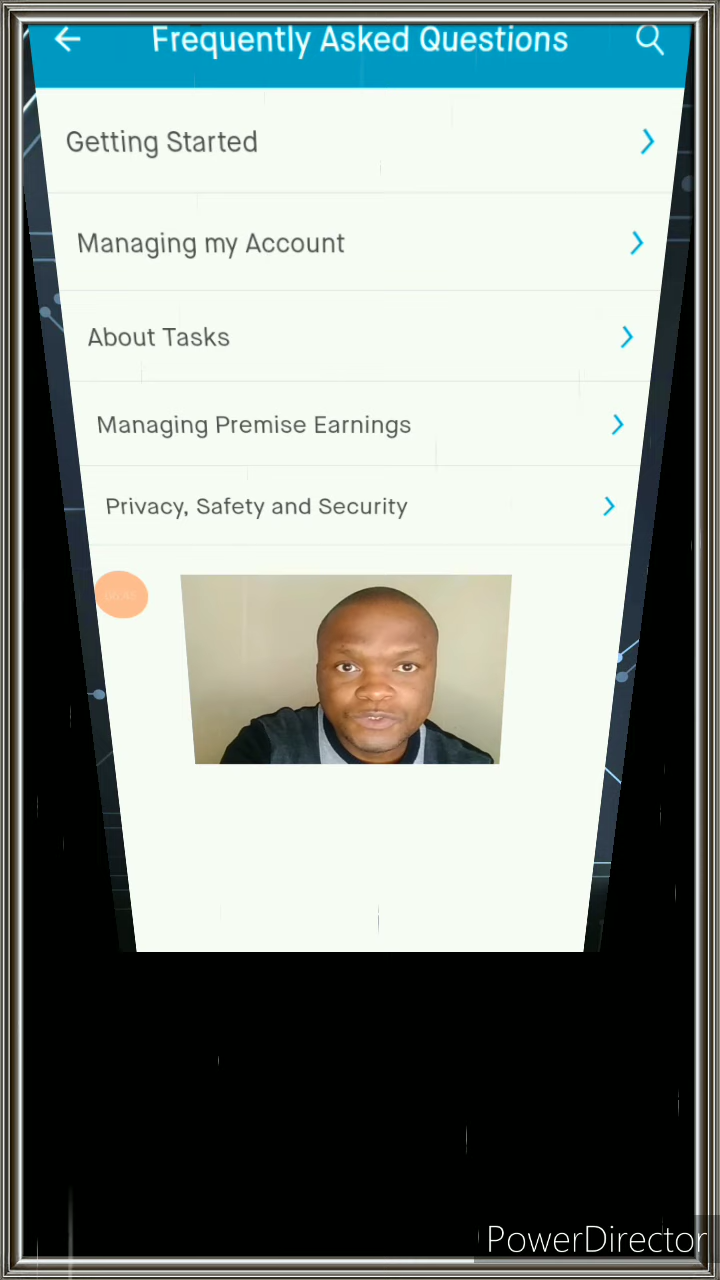 Frequently Asked Questions
Getting Started
Managing my Account
About Tasks
Managing Premise Earnings
Privacy, Safety and Security
PowerDirector